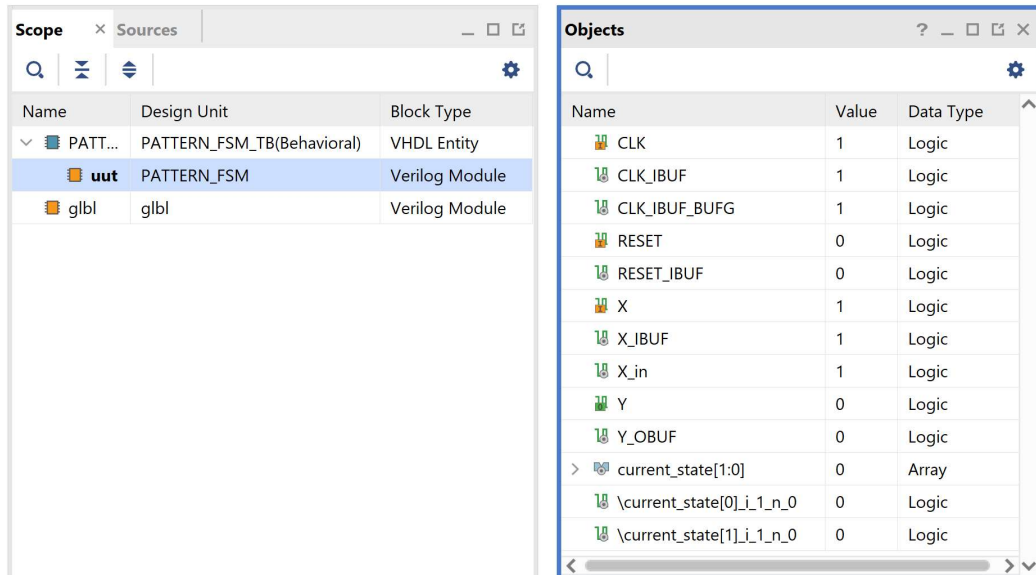 Scope × Sources
Name Design Unit Block Type
PATT... PATTERN_FSM_TB(Behavioral) VHDL Entity
uut PATTERN_FSM Verilog Module
glbl glbl Verilog Module
Objects ?
Name Value Data Type
CLK 1 Logic
CLK_IBUF 1 Logic
CLK_IBUF_BUFG 1 Logic
RESET 0 Logic
RESET_IBUF 0 Logic
X 1 Logic
X_IBUF 1 Logic
X_in 1 Logic
Y 0 Logic
Y_OBUF 0 Logic
current_state[1:0] 0 Array
\current_state[0]_i_1_n_0 0 Logic
\current_state[1]_i_1_n_0 0 Logic